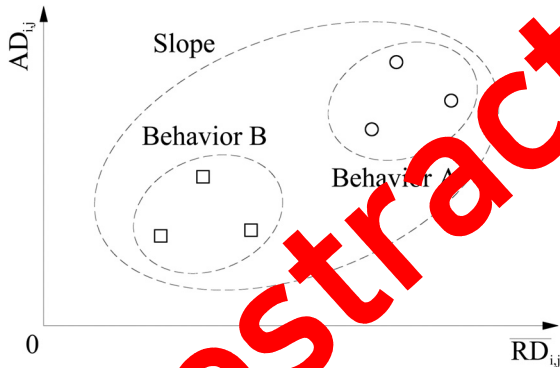 AD i,j
Slope
Behavior B
Behavior A
0
RD i,j
stract